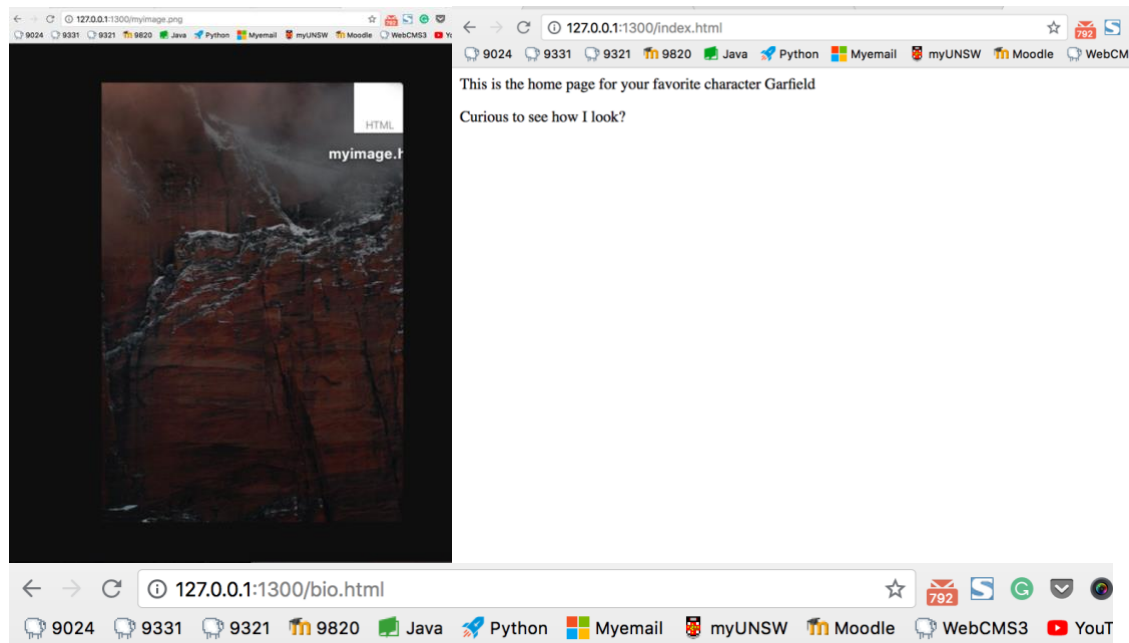 127.0.0.1:1300/myimage.png
792
9024 9331 9321 9820 Java Python Myemail myUNSW Moodle WebCMS3 Y
HTML
myimage.h
127.0.0.1:1300/index.html
792
9024 9331 9321 9820 Java Python Myemail myUNSW Moodle WebCM
This is the home page for your favorite character Garfield
Curious to see how I look?
127.0.0.1:1300/bio.html
792
9024 9331 9321 9820 Java Python Myemail myUNSW Moodle WebCMS3 YouT